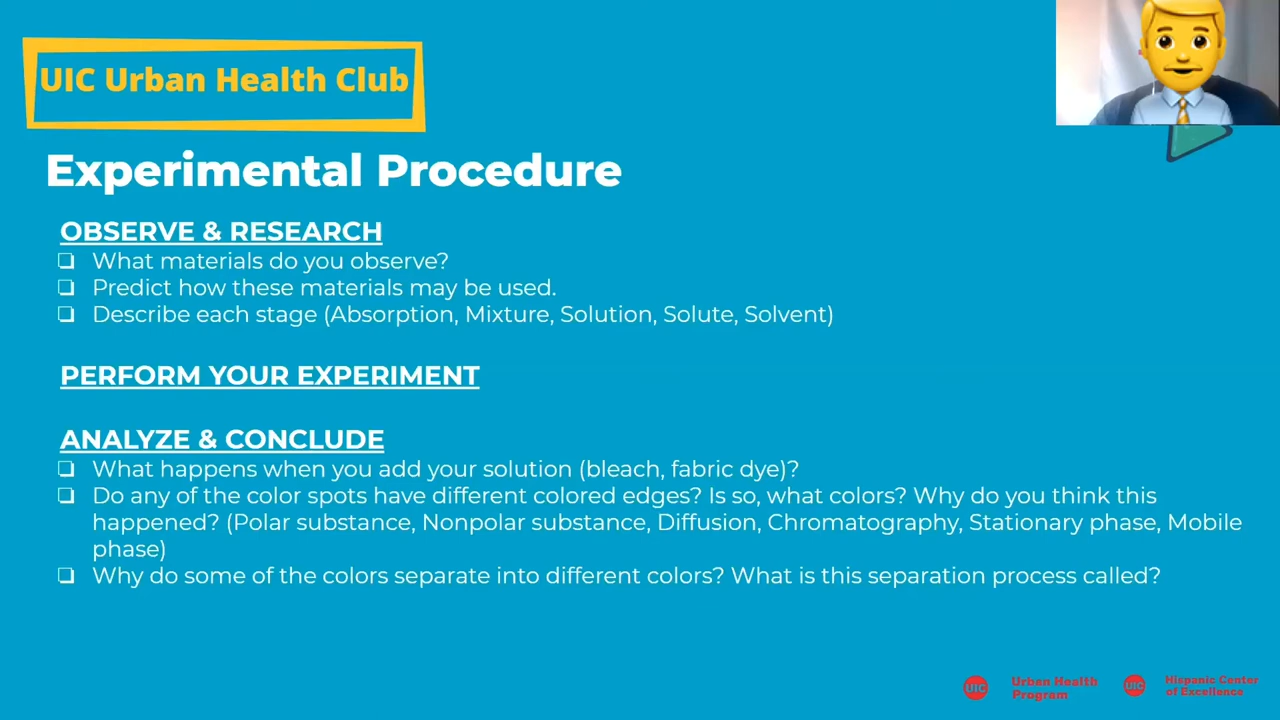 UIC Urban Health Club
Experimental Procedure
OBSERVE & RESEARCH
❏ What materials do you observe?
❏ Predict how these materials may be used.
❏ Describe each stage (Absorption, Mixture, Solution, Solute, Solvent)
PERFORM YOUR EXPERIMENT
ANALYZE & CONCLUDE
❏ What happens when you add your solution (bleach, fabric dye)?
❏ Do any of the color spots have different colored edges? Is so, what colors? Why do you think this
happened? (Polar substance, Nonpolar substance, Diffusion, Chromatography, Stationary phase, Mobile
phase)
❏ Why do some of the colors separate into different colors? What is this separation process called?
UIC Urban Health
Program
UIC Hispanic Center
of Excellence